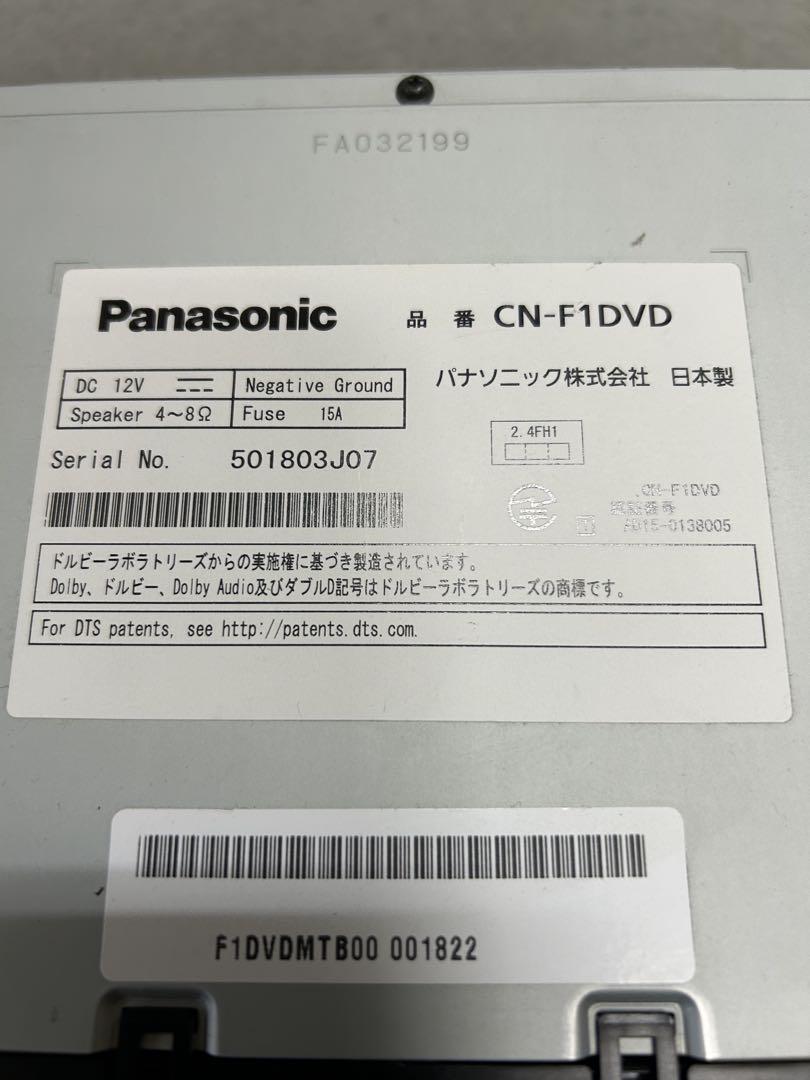 FA032199
Panasonic 品番 CN-F1DVD
DC 12V Negative Ground
パナソニック株式会社 日本製
Speaker 4～8Ω Fuse 15A
2.4FH1
Serial No. 501803J07
CN-F1DVD
認証番号
AD15-0138005
ドルビーラボラトリーズからの実施権に基づき製造されています。
Dolby、ドルビー、Dolby Audio及びダブルD記号はドルビーラボラトリーズの商標です。
For DTS patents, see http://patents.dts.com.
F1DVDMTB00 001822